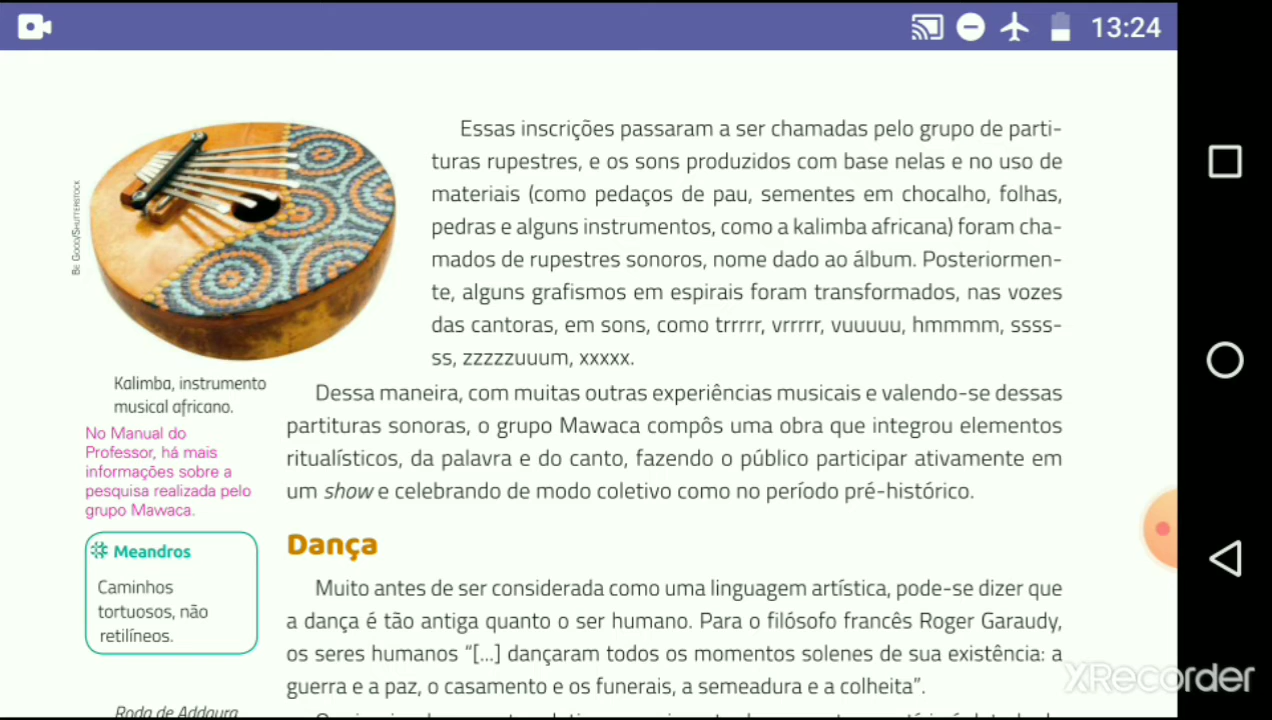 13:24
Essas inscrições passaram a ser chamadas pelo grupo de parti-
turas rupestres, e os sons produzidos com base nelas e no uso de
materiais (como pedaços de pau, sementes em chocalho, folhas,
pedras e alguns instrumentos, como a kalimba africana) foram cha-
mados de rupestres sonoros, nome dado ao álbum. Posteriormen-
te, alguns grafismos em espirais foram transformados, nas vozes
das cantoras, em sons, como trrrrr, vrrrrr, vuuuuu, hmmmm, ssss-
ss, zzzzzuuum, xxxxx.
Be Good/Shutterstock
Kalimba, instrumento
musical africano.
No Manual do
Professor, há mais
informações sobre a
pesquisa realizada pelo
grupo Mawaca.
Dessa maneira, com muitas outras experiências musicais e valendo-se dessas
partituras sonoras, o grupo Mawaca compôs uma obra que integrou elementos
ritualísticos, da palavra e do canto, fazendo o público participar ativamente em
um show e celebrando de modo coletivo como no período pré-histórico.
Meandros
Caminhos
tortuosos, não
retilíneos.
Dança
Muito antes de ser considerada como uma linguagem artística, pode-se dizer que
a dança é tão antiga quanto o ser humano. Para o filósofo francês Roger Garaudy,
os seres humanos “[...] dançaram todos os momentos solenes de sua existência: a
guerra e a paz, o casamento e os funerais, a semeadura e a colheita”.
Roda de Addaura
XRecorder